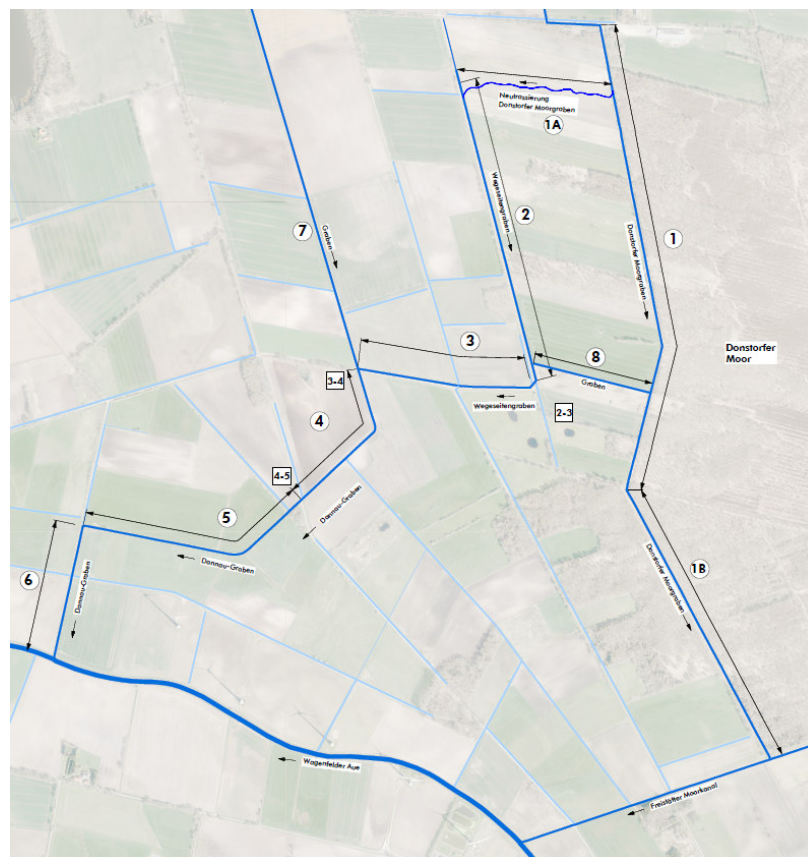 Neutrassierung
Donstorfer Moorgraben
1A
2
Wegeseitengraben
7
Graben
1
Donstorfer Moorgraben
3
Donstorfer
Moor
8
Graben
3-4
Wegeseitengraben
2-3
4
4-5
5
Dannau-Graben
Dannau-Graben
6
Dannau-Graben
1B
Donstorfer Moorgraben
Wagenfelder Aue
Freistätter Moorkanal